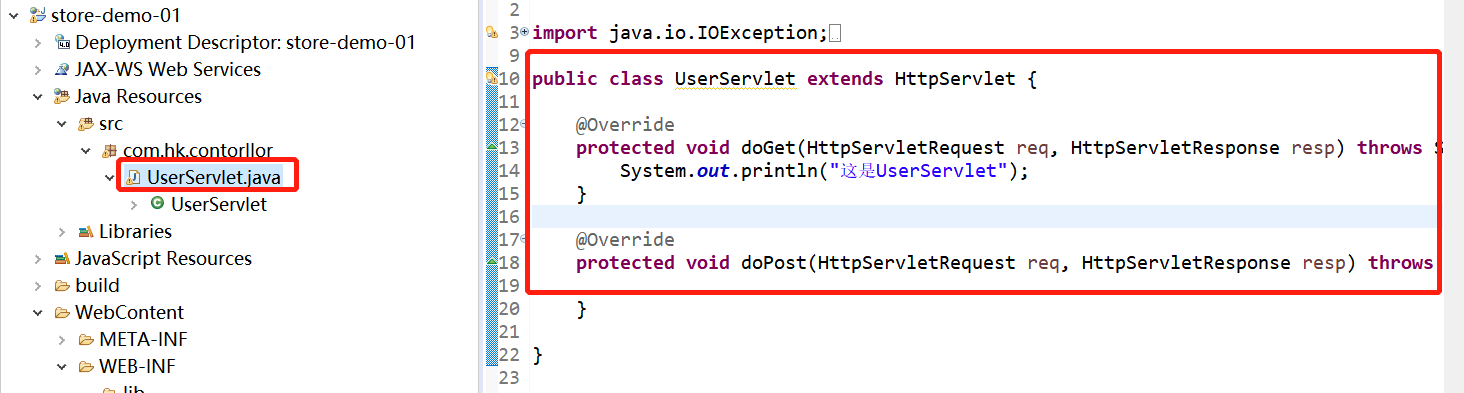 store-demo-01
Deployment Descriptor: store-demo-01
JAX-WS Web Services
Java Resources
src
com.hk.contorllor
UserServlet.java
UserServlet
Libraries
JavaScript Resources
build
WebContent
META-INF
WEB-INF
lib
2
3 import java.io.IOException;
9
10 public class UserServlet extends HttpServlet {
11
12 @Override
13 protected void doGet(HttpServletRequest req, HttpServletResponse resp) throws S
14 System.out.println("这是UserServlet");
15 }
16
17 @Override
18 protected void doPost(HttpServletRequest req, HttpServletResponse resp) throws
19
20 }
21
22 }
23